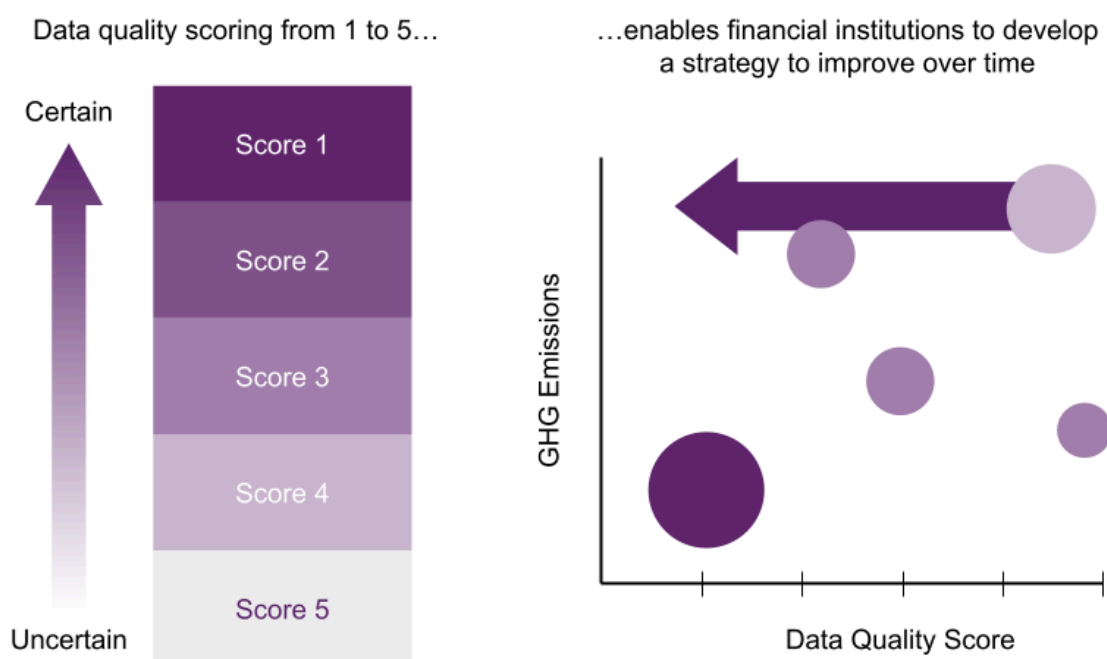 Data quality scoring from 1 to 5…
Certain
Score 1
Score 2
Score 3
Score 4
Score 5
Uncertain
…enables financial institutions to develop
a strategy to improve over time
GHG Emissions
Data Quality Score